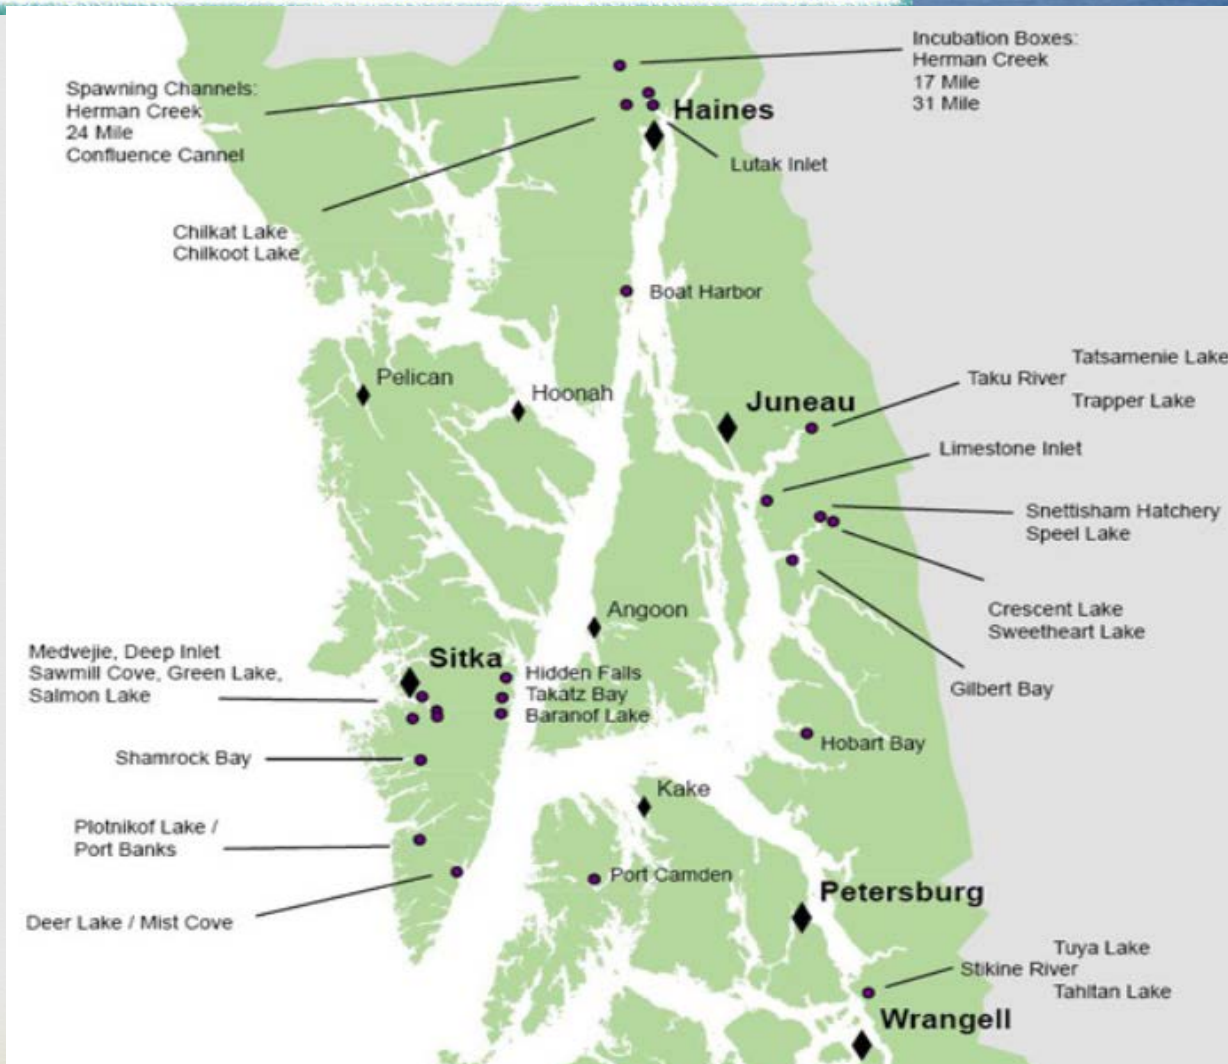 Incubation Boxes:
Herman Creek
17 Mile
31 Mile
Spawning Channels:
Herman Creek
24 Mile
Confluence Cannel
Haines
Lutak Inlet
Chilkat Lake
Chilkoot Lake
Boat Harbor
Pelican
Hoonah
Juneau
Taku River
Tatsamenie Lake
Trapper Lake
Limestone Inlet
Snettisham Hatchery
Speel Lake
Crescent Lake
Sweetheart Lake
Gilbert Bay
Angoon
Medvejie, Deep Inlet
Sawmill Cove, Green Lake,
Salmon Lake
Sitka
Hidden Falls
Takatz Bay
Baranof Lake
Hobart Bay
Shamrock Bay
Kake
Plotnikof Lake /
Port Banks
Port Camden
Deer Lake / Mist Cove
Petersburg
Tuya Lake
Stikine River
Tahltan Lake
Wrangell